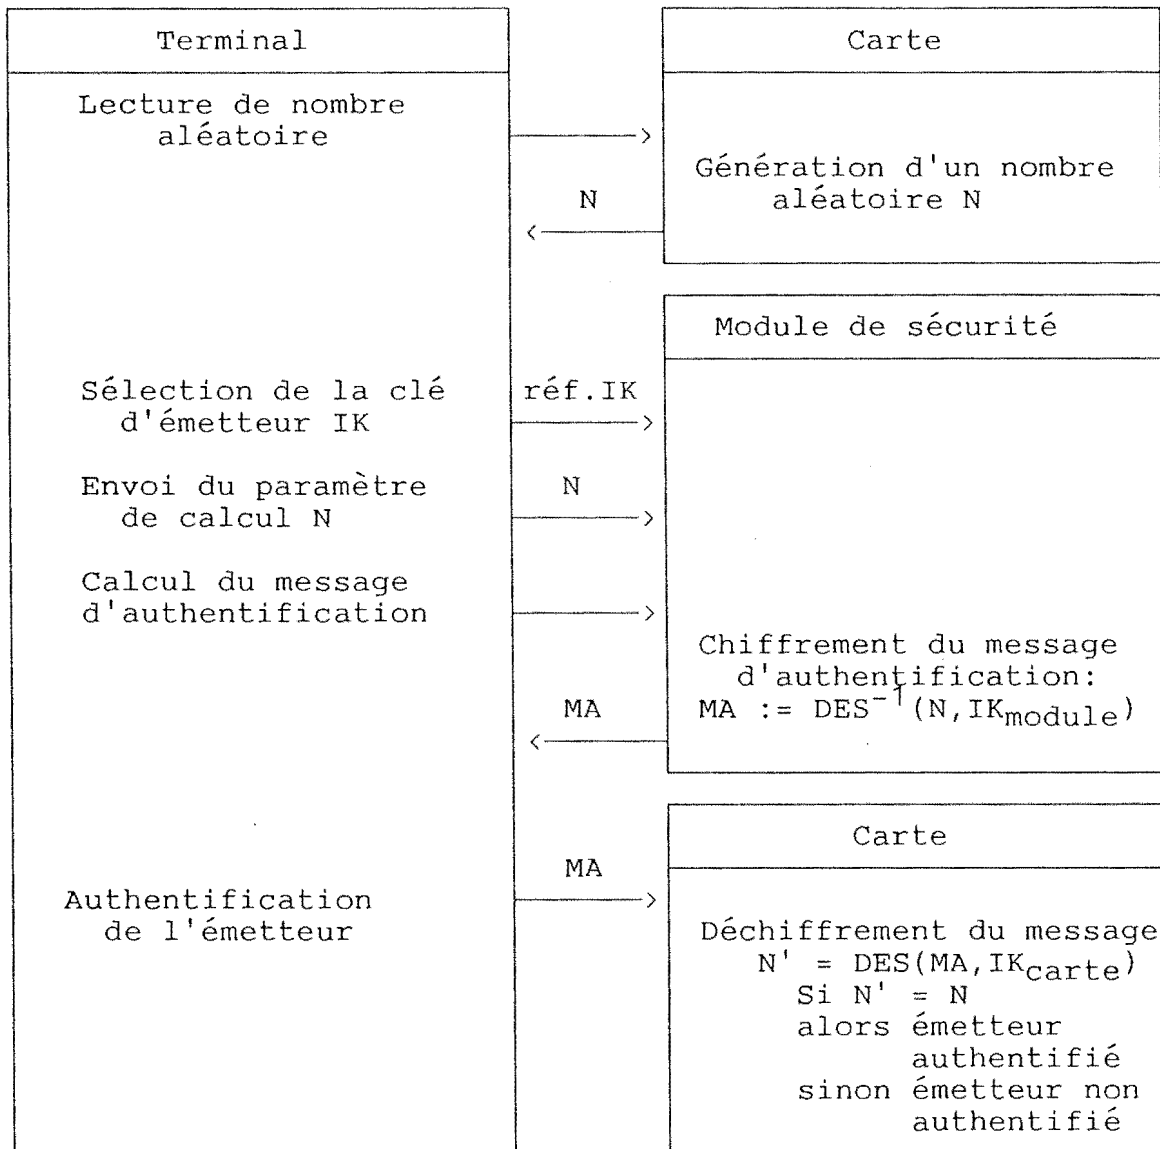 Terminal
Carte
Lecture de nombre
aléatoire
Génération d'un nombre
aléatoire N
N
Module de sécurité
Sélection de la clé
d'émetteur IK
réf.IK
Envoi du paramètre
de calcul N
N
Calcul du message
d'authentification
Chiffrement du message
d'authentification:
MA := DES⁻¹(N,IKmodule)
MA
Carte
MA
Authentification
de l'émetteur
Déchiffrement du message
N' = DES(MA,IKcarte)
Si N' = N
alors émetteur
authentifié
sinon émetteur non
authentifié